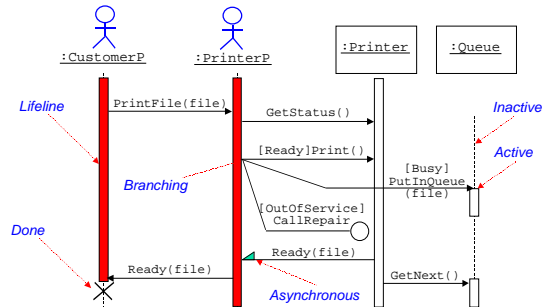 :CustomerP
:PrinterP
:Printer
:Queue
Lifeline
PrintFile(file)
GetStatus()
Inactive
[Ready]Print()
Active
Branching
[Busy]
PutInQueue
(file)
[OutOfService]
CallRepair
Done
Ready(file)
Ready(file)
GetNext()
Asynchronous